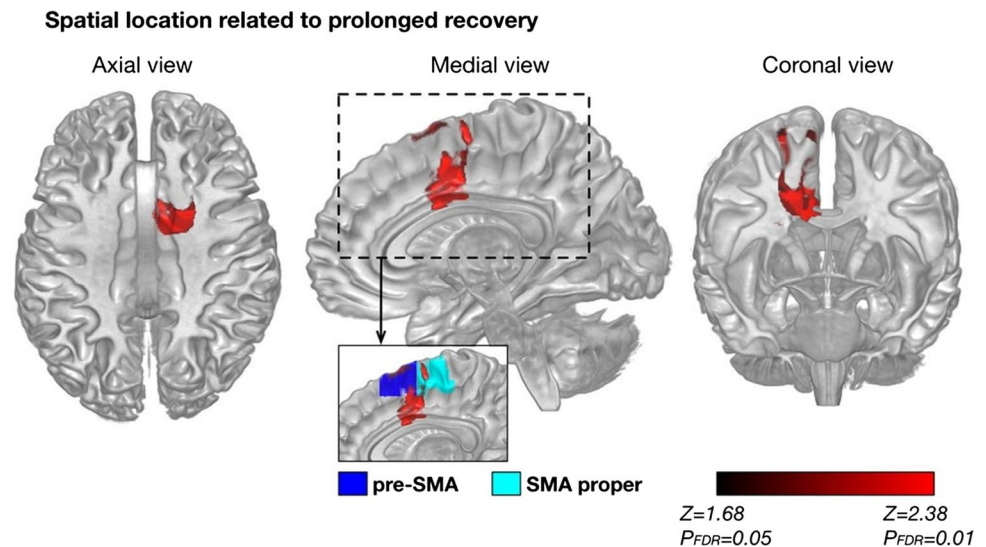 Spatial location related to prolonged recovery
Axial view
Medial view
Coronal view
pre-SMA
SMA proper
Z=1.68
Z=2.38
PFDR=0.05
PFDR=0.01